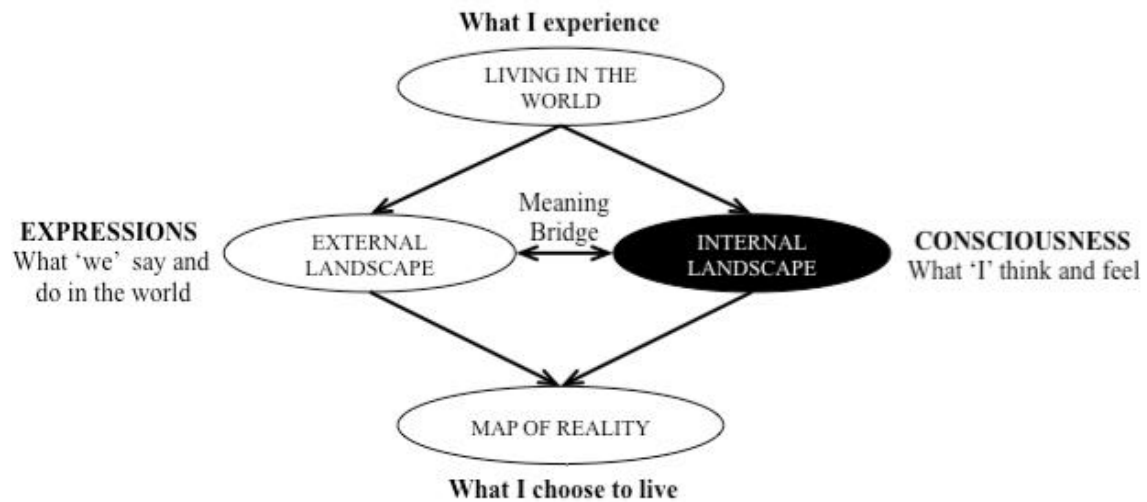 What I experience
LIVING IN THE
WORLD
EXPRESSIONS
What ‘we’ say and
do in the world
EXTERNAL
LANDSCAPE
Meaning
Bridge
INTERNAL
LANDSCAPE
CONSCIOUSNESS
What ‘I’ think and feel
MAP OF REALITY
What I choose to live